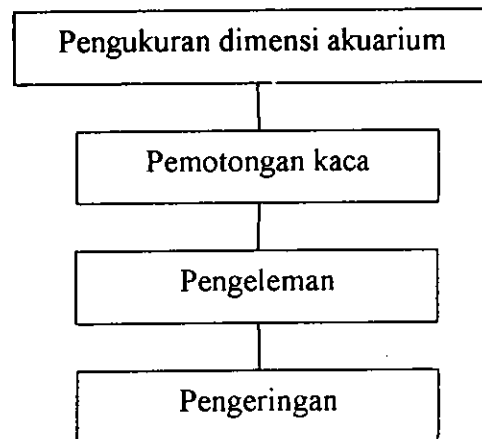 Pengukuran dimensi akuarium
Pemotongan kaca
Pengeleman
Pengeringan